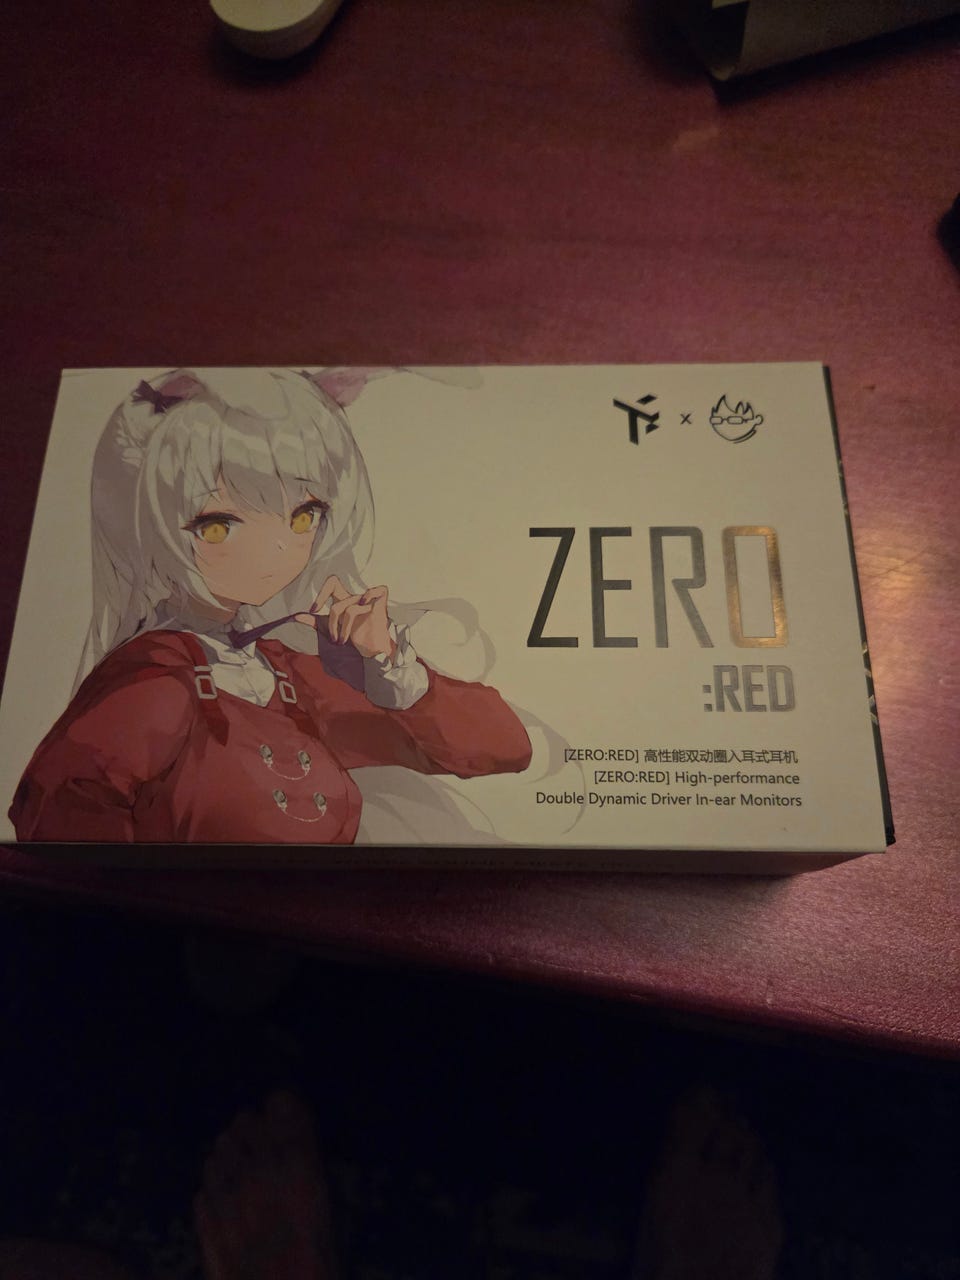 x
ZERO
:RED
[ZERO:RED] 高性能双动圈入耳式耳机
[ZERO:RED] High-performance
Double Dynamic Driver In-ear Monitors